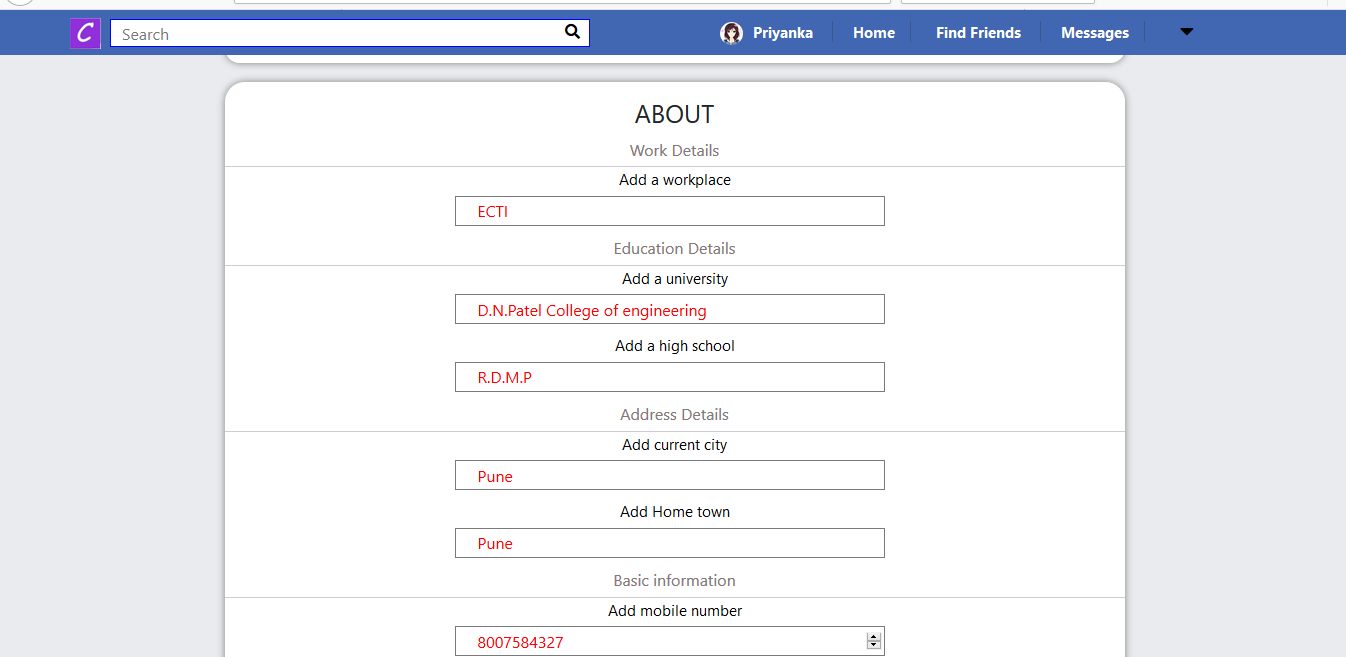 C Search Priyanka Home Find Friends Messages
ABOUT
Work Details
Add a workplace
ECTI
Education Details
Add a university
D.N.Patel College of engineering
Add a high school
R.D.M.P
Address Details
Add current city
Pune
Add Home town
Pune
Basic information
Add mobile number
8007584327